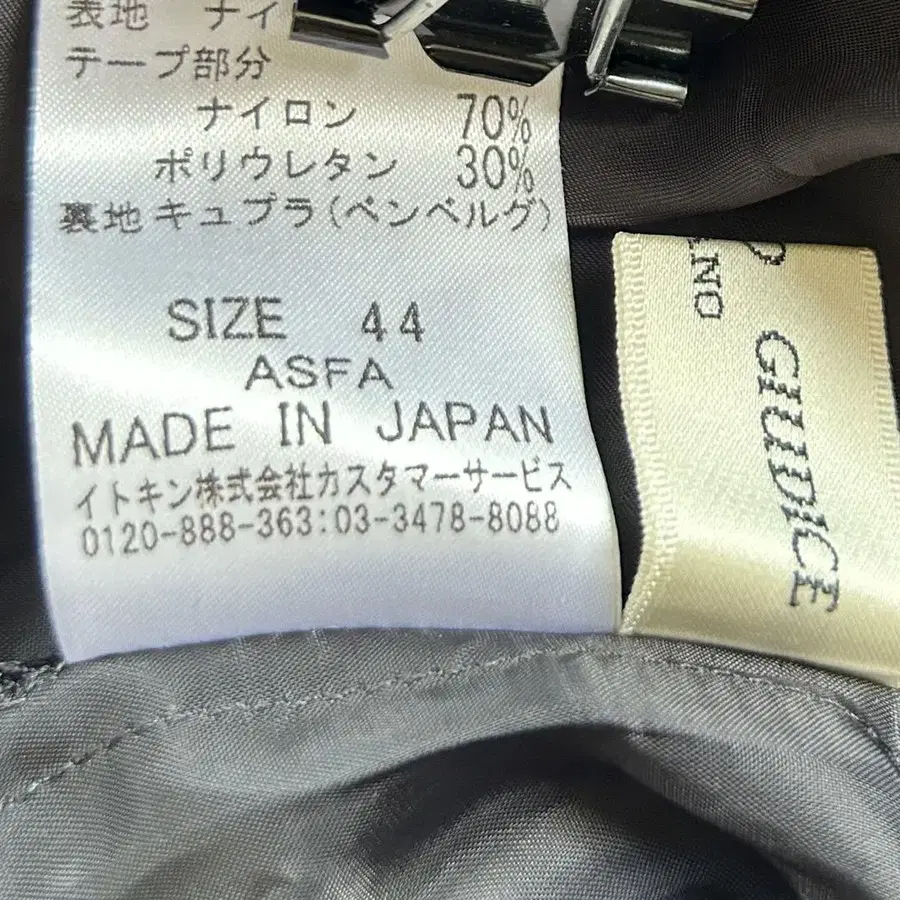 表地 ナイ
テープ部分
ナイロン 70%
ポリウレタン 30%
裏地 キュプラ(ペンベルグ)
SIZE 44
ASFA
MADE IN JAPAN
イトキン株式会社カスタマーサービス
0120-888-363:03-3478-8088
GIUDICE